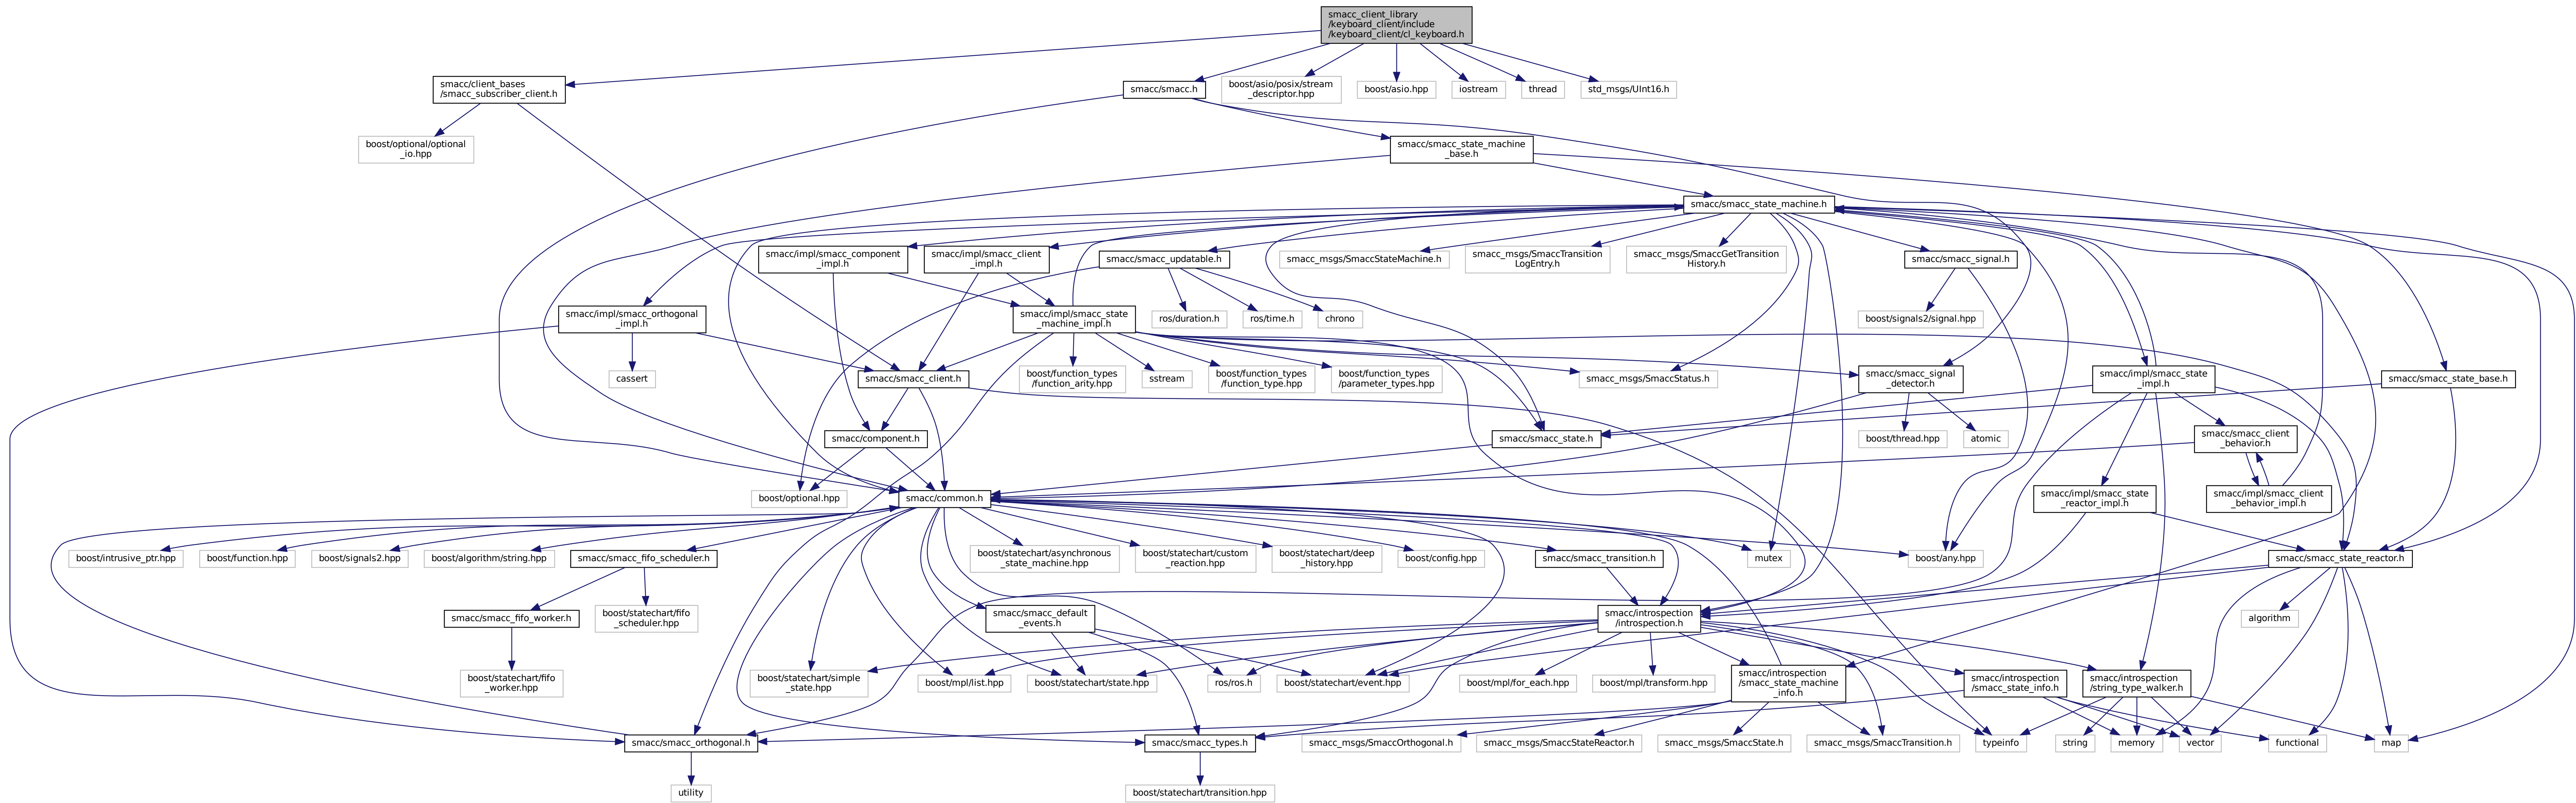 smacc_client_library
/keyboard_client/include
/keyboard_client/cl_keyboard.h
smacc/client_bases
/smacc_subscriber_client.h
smacc/smacc.h
boost/asio/posix/stream
_descriptor.hpp
boost/asio.hpp
iostream
thread
std_msgs/UInt16.h
boost/optional/optional
_io.hpp
smacc/smacc_state_machine
_base.h
smacc/smacc_state_machine.h
smacc/impl/smacc_component
_impl.h
smacc/impl/smacc_client
_impl.h
smacc/smacc_updatable.h
smacc_msgs/SmaccStateMachine.h
smacc_msgs/SmaccTransition
LogEntry.h
smacc_msgs/SmaccGetTransition
History.h
smacc/smacc_signal.h
smacc/impl/smacc_orthogonal
_impl.h
smacc/impl/smacc_state
_machine_impl.h
ros/duration.h
ros/time.h
chrono
boost/signals2/signal.hpp
cassert
smacc/smacc_client.h
boost/function_types
/function_arity.hpp
sstream
boost/function_types
/function_type.hpp
boost/function_types
/parameter_types.hpp
smacc_msgs/SmaccStatus.h
smacc/smacc_signal
_detector.h
smacc/impl/smacc_state
_impl.h
smacc/smacc_state_base.h
smacc/component.h
smacc/smacc_state.h
boost/thread.hpp
atomic
smacc/smacc_client
_behavior.h
boost/optional.hpp
smacc/common.h
smacc/impl/smacc_state
_reactor_impl.h
smacc/impl/smacc_client
_behavior_impl.h
boost/intrusive_ptr.hpp
boost/function.hpp
boost/signals2.hpp
boost/algorithm/string.hpp
smacc/smacc_fifo_scheduler.h
boost/statechart/asynchronous
_state_machine.hpp
boost/statechart/custom
_reaction.hpp
boost/statechart/deep
_history.hpp
boost/config.hpp
smacc/smacc_transition.h
mutex
boost/any.hpp
smacc/smacc_state_reactor.h
smacc/smacc_fifo_worker.h
boost/statechart/fifo
_scheduler.hpp
smacc/smacc_default
_events.h
smacc/introspection
/introspection.h
algorithm
boost/statechart/fifo
_worker.hpp
boost/statechart/simple
_state.hpp
boost/mpl/list.hpp
boost/statechart/state.hpp
ros/ros.h
boost/statechart/event.hpp
boost/mpl/for_each.hpp
boost/mpl/transform.hpp
smacc/introspection
/smacc_state_machine
_info.h
smacc/introspection
/smacc_state_info.h
smacc/introspection
/string_type_walker.h
smacc/smacc_orthogonal.h
smacc/smacc_types.h
smacc_msgs/SmaccOrthogonal.h
smacc_msgs/SmaccStateReactor.h
smacc_msgs/SmaccState.h
smacc_msgs/SmaccTransition.h
typeinfo
string
memory
vector
functional
map
utility
boost/statechart/transition.hpp